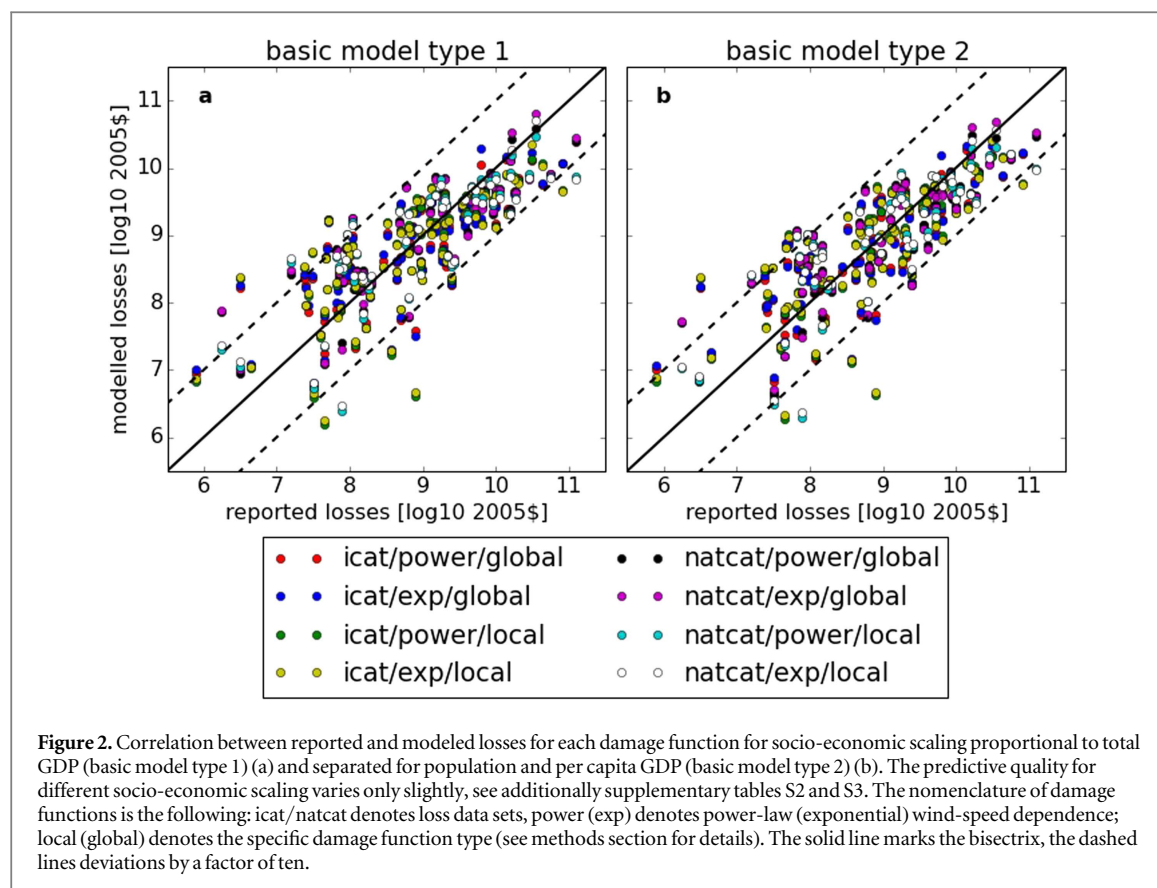 basic model type 1
basic model type 2
a
b
11
10
9
8
7
6
modelled losses [log10 2005$]
6 7 8 9 10 11
6 7 8 9 10 11
reported losses [log10 2005$]
reported losses [log10 2005$]
icat/power/global
natcat/power/global
icat/exp/global
natcat/exp/global
icat/power/local
natcat/power/local
icat/exp/local
natcat/exp/local
Figure 2. Correlation between reported and modeled losses for each damage function for socio-economic scaling proportional to total
GDP (basic model type 1) (a) and separated for population and per capita GDP (basic model type 2) (b). The predictive quality for
different socio-economic scaling varies only slightly, see additionally supplementary tables S2 and S3. The nomenclature of damage
functions is the following: icat/natcat denotes loss data sets, power (exp) denotes power-law (exponential) wind-speed dependence;
local (global) denotes the specific damage function type (see methods section for details). The solid line marks the bisectrix, the dashed
lines deviations by a factor of ten.